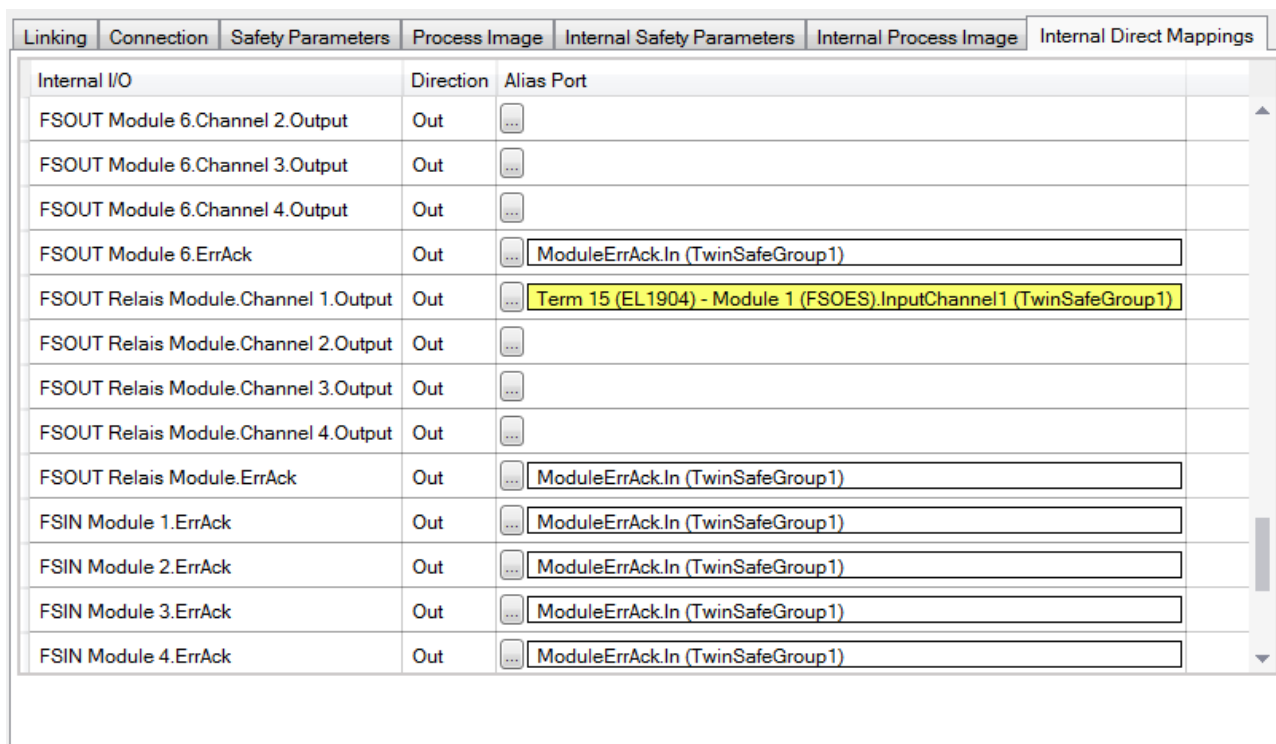 Linking Connection Safety Parameters Process Image Internal Safety Parameters Internal Process Image Internal Direct Mappings
Internal I/O Direction Alias Port
FSOUT Module 6.Channel 2.Output Out ...
FSOUT Module 6.Channel 3.Output Out ...
FSOUT Module 6.Channel 4.Output Out ...
FSOUT Module 6.ErrAck Out ... ModuleErrAck.In (TwinSafeGroup1)
FSOUT Relais Module.Channel 1.Output Out ... Term 15 (EL1904) - Module 1 (FSOES).InputChannel1 (TwinSafeGroup1)
FSOUT Relais Module.Channel 2.Output Out ...
FSOUT Relais Module.Channel 3.Output Out ...
FSOUT Relais Module.Channel 4.Output Out ...
FSOUT Relais Module.ErrAck Out ... ModuleErrAck.In (TwinSafeGroup1)
FSIN Module 1.ErrAck Out ... ModuleErrAck.In (TwinSafeGroup1)
FSIN Module 2.ErrAck Out ... ModuleErrAck.In (TwinSafeGroup1)
FSIN Module 3.ErrAck Out ... ModuleErrAck.In (TwinSafeGroup1)
FSIN Module 4.ErrAck Out ... ModuleErrAck.In (TwinSafeGroup1)